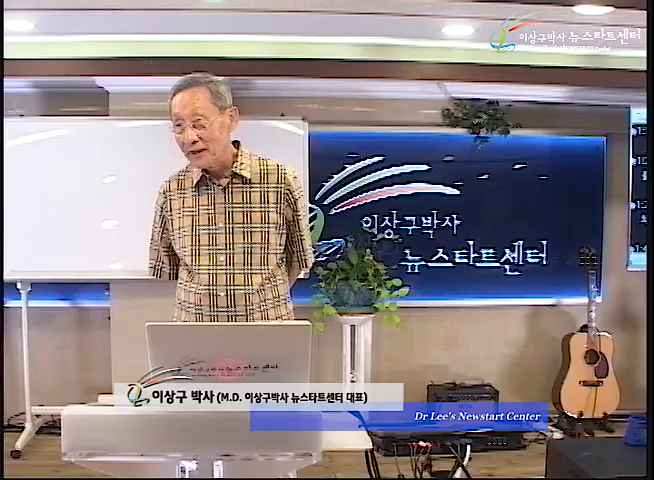 이상구박사 뉴스타트센터
이상구박사
뉴스타트센터
이상구 박사 (M.D. 이상구박사 뉴스타트센터 대표)
Dr Lee's Newstart Center